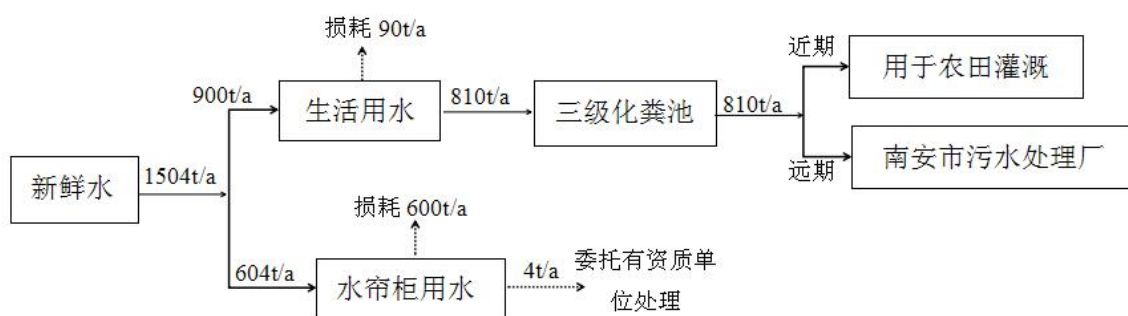 损耗 90t/a
近期
用于农田灌溉
900t/a
生活用水
810t/a
三级化粪池
810t/a
新鲜水
1504t/a
远期
南安市污水处理厂
损耗 600t/a
604t/a
水帘柜用水
4t/a
委托有资质单
位处理